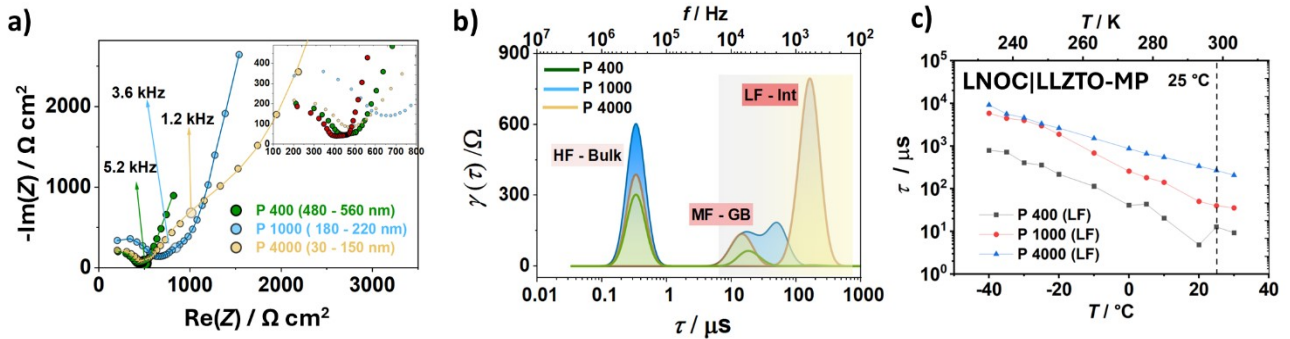 a)
-Im(Z) / Ω cm²
2000
1000
0
0
1000
2000
3000
Re(Z) / Ω cm²
3.6 kHz
1.2 kHz
5.2 kHz
P 400 (480 - 560 nm)
P 1000 ( 180 - 220 nm)
P 4000 (30 - 150 nm)
400
300
200
100
0
100 200 300 400 500 600 700 800
b)
f / Hz
10⁷ 10⁶ 10⁵ 10⁴ 10³ 10²
γ(τ) /Ω
900
600
300
0
P 400
P 1000
P 4000
HF - Bulk
MF - GB
LF - Int
0.01 0.1 1 10 100 1000
τ / μs
c)
T / K
240 260 280 300
LNOC|LLZTO-MP
25 °C
τ / μs
10⁵
10⁴
10³
10²
10¹
10⁰
P 400 (LF)
P 1000 (LF)
P 4000 (LF)
-40 -20 0 20 40
T / °C